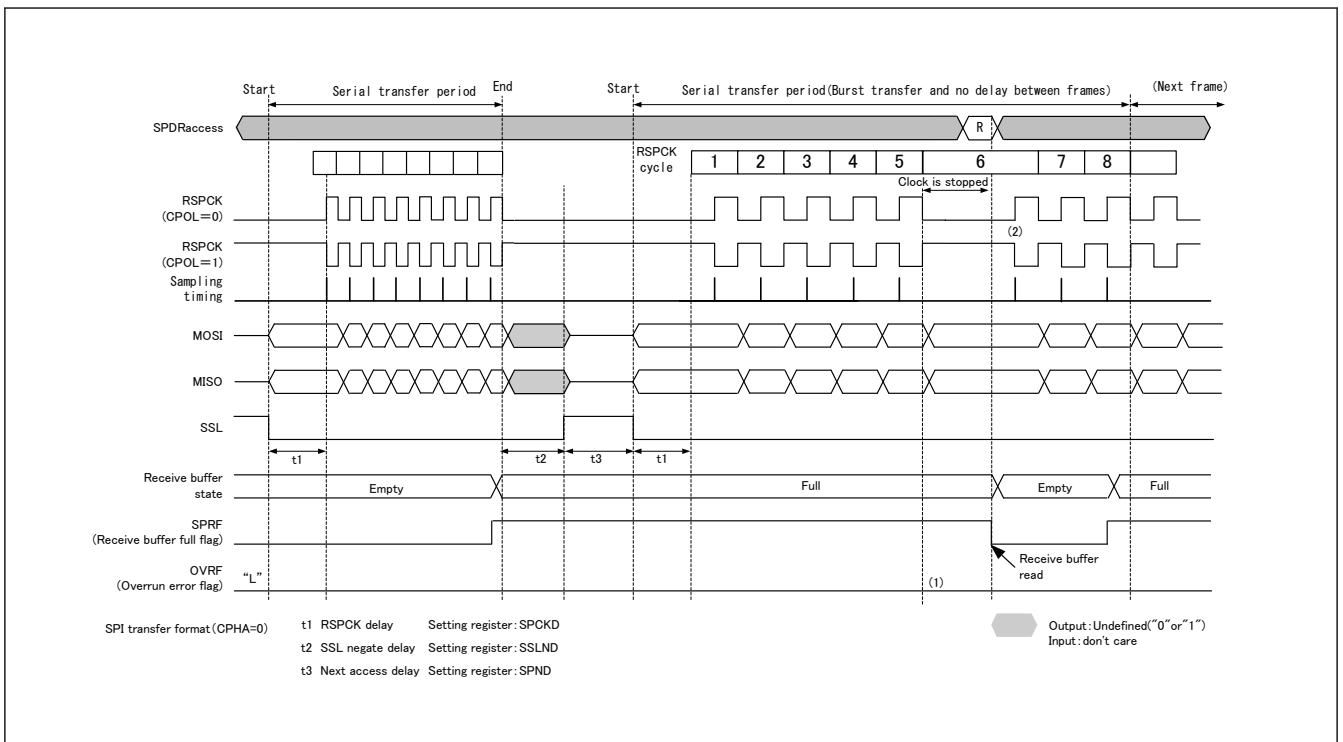 Start
Serial transfer period
End
Start
Serial transfer period(Burst transfer and no delay between frames)
(Next frame)
SPDRaccess
R
RSPCK
cycle
1 2 3 4 5 6 7 8
Clock is stopped
RSPCK
(CPOL=0)
(2)
RSPCK
(CPOL=1)
Sampling
timing
MOSI
MISO
SSL
t1
t2
t3
t1
Receive buffer
state
Empty
Full
Empty
Full
SPRF
(Receive buffer full flag)
Receive buffer
read
OVRF
(Overrun error flag)
“L”
(1)
SPI transfer format(CPHA=0)
t1 RSPCK delay Setting register:SPCKD
t2 SSL negate delay Setting register:SSLND
t3 Next access delay Setting register:SPND
Output:Undefined(″0″or″1″)
Input:don't care